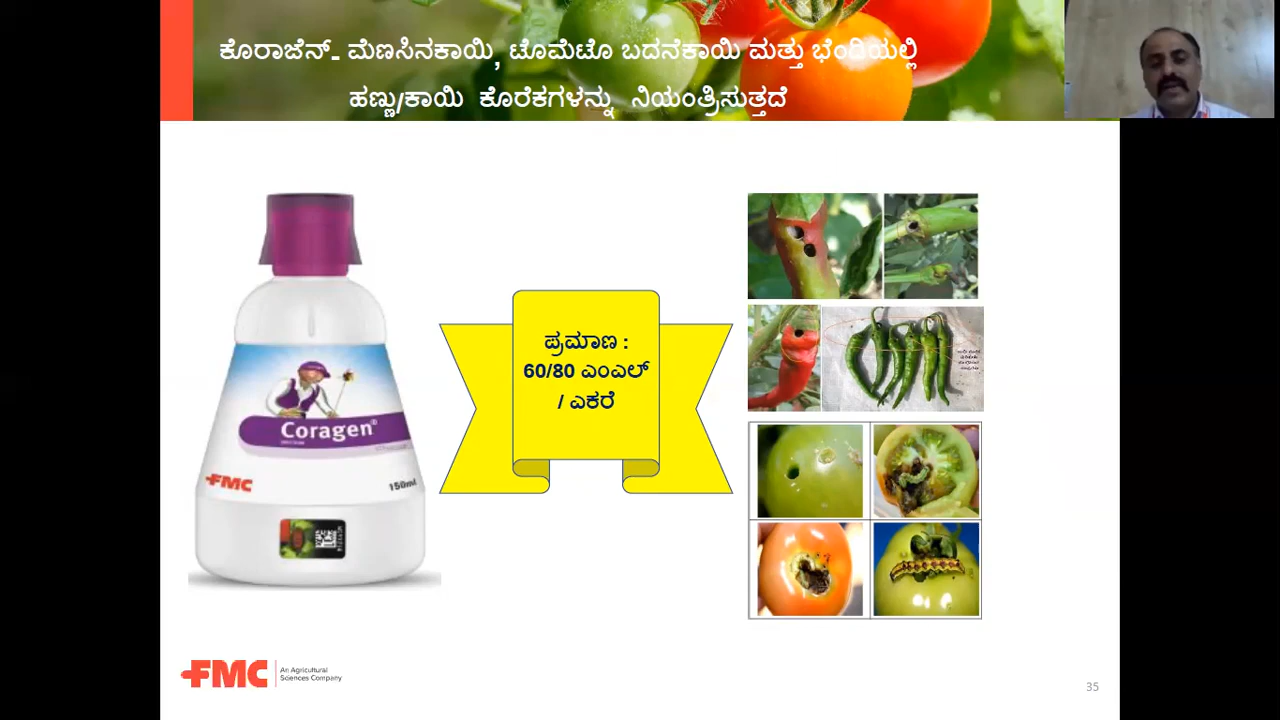 ಕೊರಾಜೆನ್- ಮೆಣಸಿನಕಾಯಿ, ಟೊಮೆಟೊ ಬದನೆಕಾಯಿ ಮತ್ತು ಭೆಂಡಿಯಲ್ಲಿ
ಹಣ್ಣು/ಕಾಯಿ ಕೊರೆಕಗಳನ್ನು ನಿಯಂತ್ರಿಸುತ್ತದೆ
ಪ್ರಮಾಣ :
60/80 ಎಂಎಲ್
/ ಎಕರೆ
Coragen®
FMC
150ml
FMC
An Agricultural
Sciences Company
35